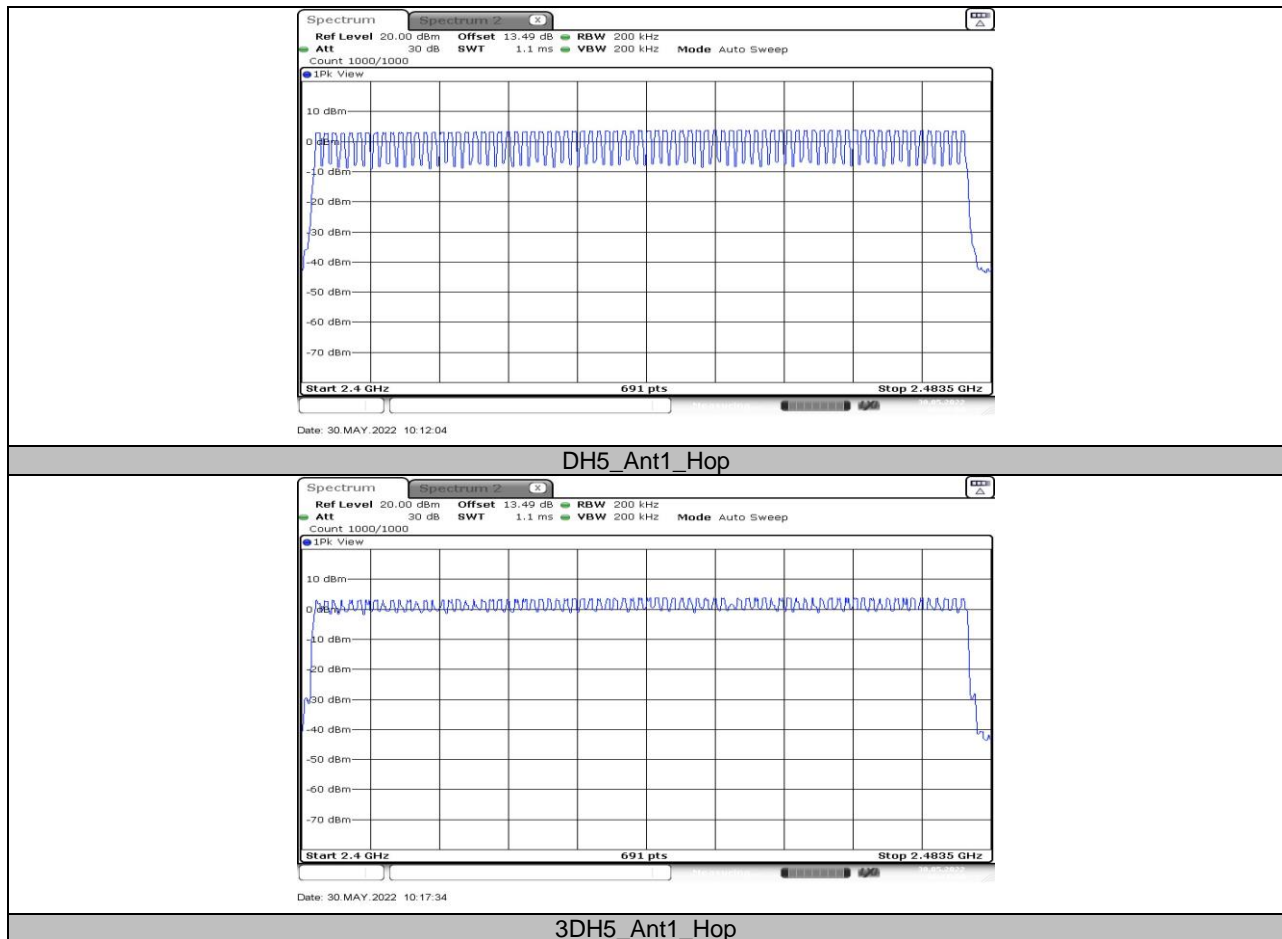 Spectrum Spectrum 2 X
Ref Level 20.00 dBm Offset 13.49 dB RBW 200 kHz
Att 30 dB SWT 1.1 ms VBW 200 kHz Mode Auto Sweep
Count 1000/1000
1Pk View
10 dBm
0 dBm
-10 dBm
-20 dBm
-30 dBm
-40 dBm
-50 dBm
-60 dBm
-70 dBm
Start 2.4 GHz 691 pts Stop 2.4835 GHz
Date: 30.MAY.2022 10:12:04
DH5_Ant1_Hop
Spectrum Spectrum 2 X
Ref Level 20.00 dBm Offset 13.49 dB RBW 200 kHz
Att 30 dB SWT 1.1 ms VBW 200 kHz Mode Auto Sweep
Count 1000/1000
1Pk View
10 dBm
0 dBm
-10 dBm
-20 dBm
-30 dBm
-40 dBm
-50 dBm
-60 dBm
-70 dBm
Start 2.4 GHz 691 pts Stop 2.4835 GHz
Date: 30.MAY.2022 10:17:34
3DH5_Ant1_Hop